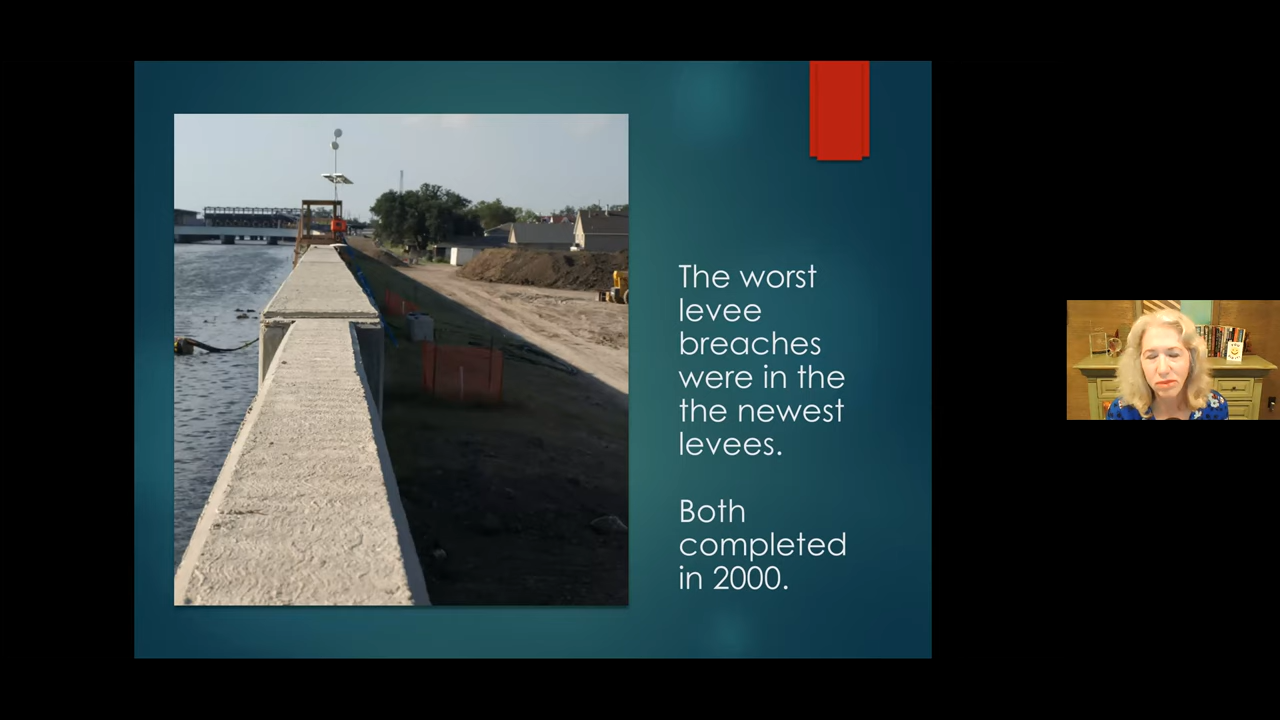 The worst
levee
breaches
were in the
the newest
levees.
Both
completed
in 2000.